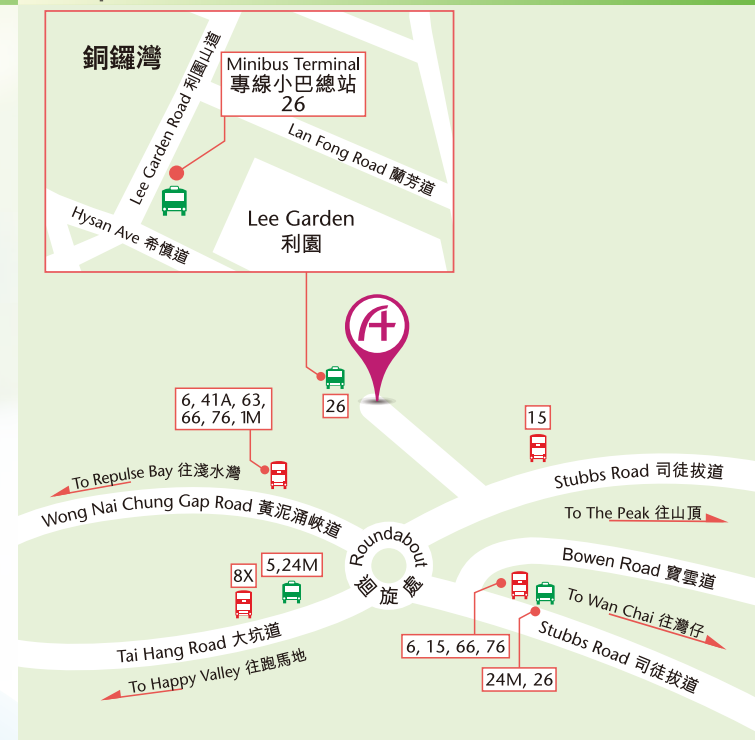 銅鑼灣
Lee Garden Road 利園山道
Minibus Terminal
專線小巴總站
26
Lan Fong Road 蘭芳道
Hysan Ave 希慎道
Lee Garden
利園
26
6, 41A, 63,
66, 76, 1M
15
To Repulse Bay 往淺水灣
Wong Nai Chung Gap Road 黃泥涌峽道
Stubbs Road 司徒拔道
To The Peak 往山頂
Roundabout
迴旋處
Bowen Road 寶雲道
8X
5,24M
To Wan Chai 往灣仔
6, 15, 66, 76
24M, 26
Stubbs Road 司徒拔道
Tai Hang Road 大坑道
To Happy Valley 往跑馬地